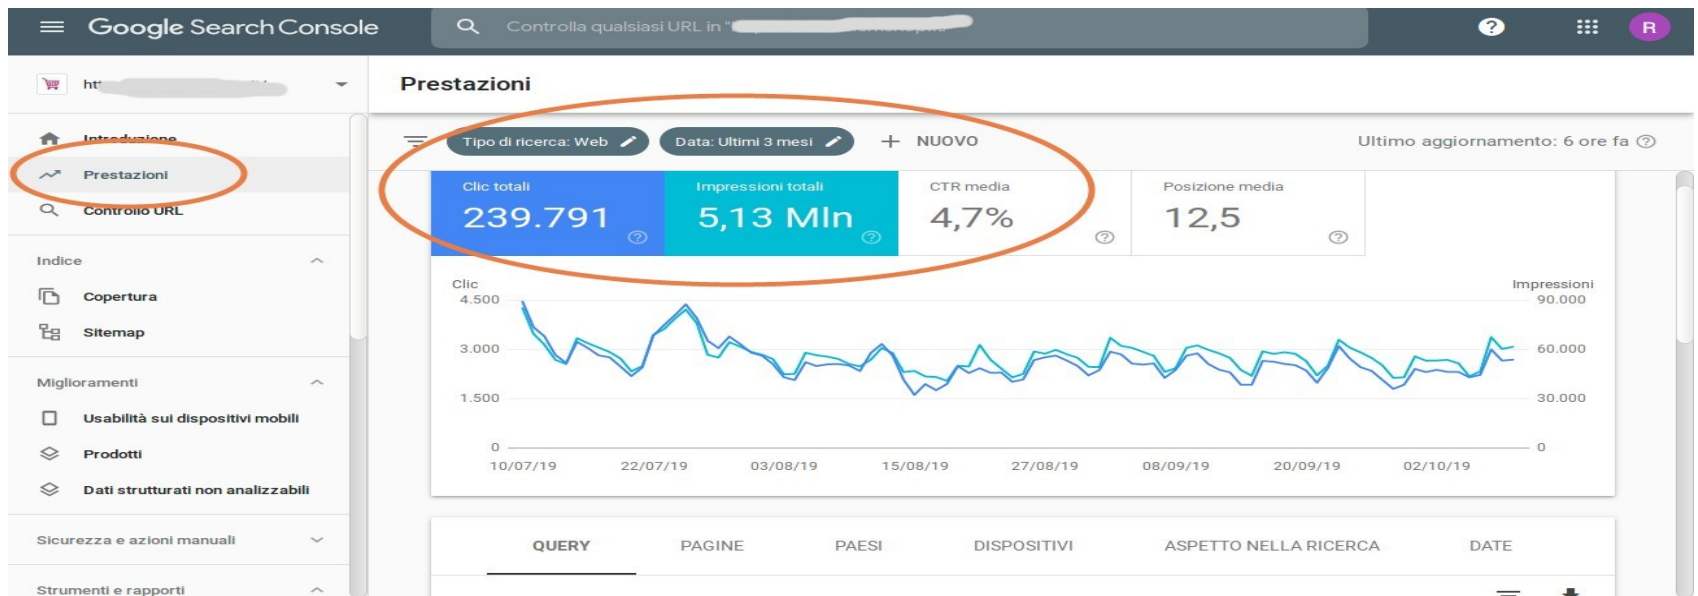 Google Search Console
Controlla qualsiasi URL in "
R
Prestazioni
Introduzione
Prestazioni
Controllo URL
Indice
Copertura
Sitemap
Miglioramenti
Usabilità sui dispositivi mobili
Prodotti
Dati strutturati non analizzabili
Sicurezza e azioni manuali
Strumenti e rapporti
Tipo di ricerca: Web
Data: Ultimi 3 mesi
+ NUOVO
Ultimo aggiornamento: 6 ore fa
Clic totali
239.791
Impressioni totali
5,13 Mln
CTR media
4,7%
Posizione media
12,5
Clic
Impressioni
4.500
90.000
3.000
60.000
1.500
30.000
0
0
10/07/19 22/07/19 03/08/19 15/08/19 27/08/19 08/09/19 20/09/19 02/10/19
QUERY PAGINE PAESI DISPOSITIVI ASPETTO NELLA RICERCA DATE